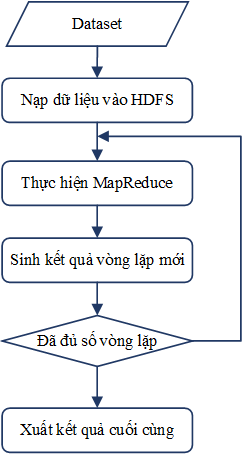 Dataset
Nạp dữ liệu vào HDFS
Thực hiện MapReduce
Sinh kết quả vòng lặp mới
Đã đủ số vòng lặp
Xuất kết quả cuối cùng